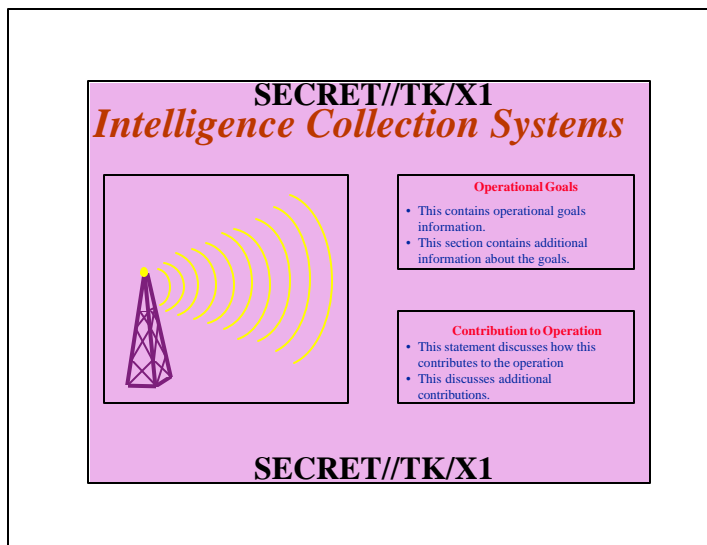 SECRET//TK/X1
Intelligence Collection Systems
Operational Goals
• This contains operational goals
information.
• This section contains additional
information about the goals.
Contribution to Operation
• This statement discusses how this
contributes to the operation
• This discusses additional
contributions.
SECRET//TK/X1